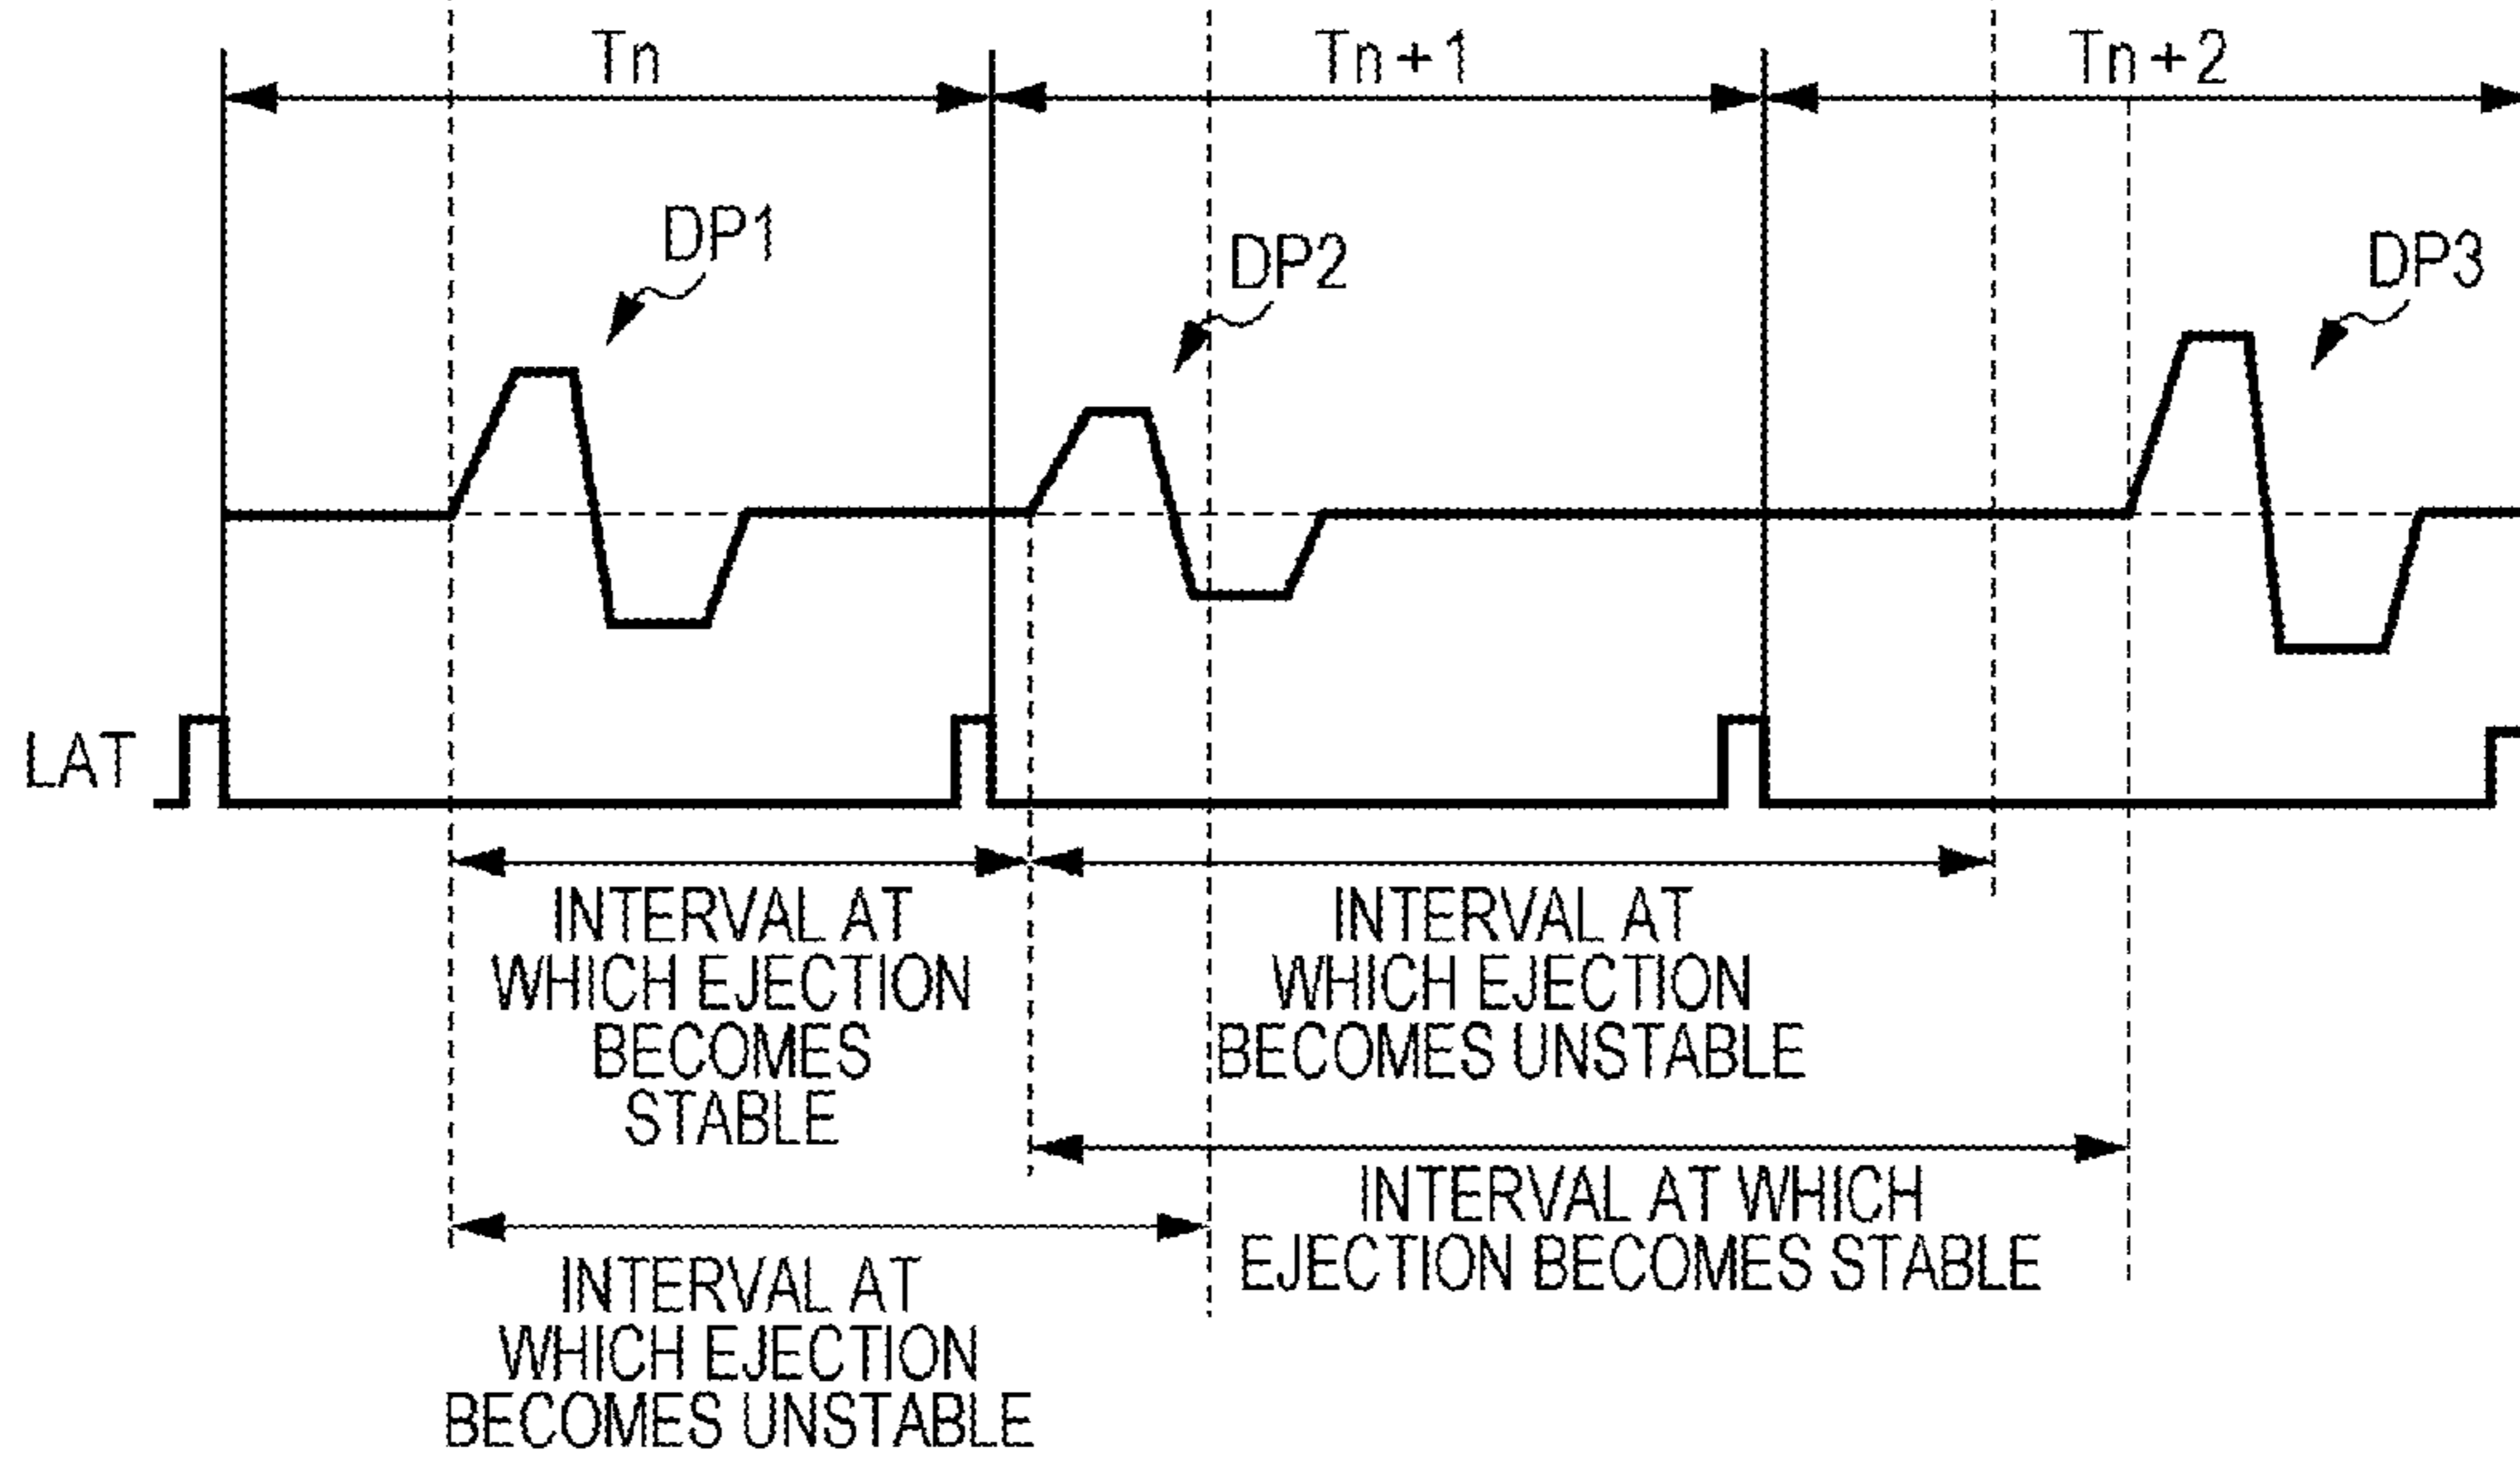 Tn
Tn+1
Tn+2
DP1
DP2
DP3
LAT
INTERVAL AT
WHICH EJECTION
BECOMES
STABLE
INTERVAL AT
WHICH EJECTION
BECOMES UNSTABLE
INTERVAL AT WHICH
EJECTION BECOMES STABLE
INTERVAL AT
WHICH EJECTION
BECOMES UNSTABLE